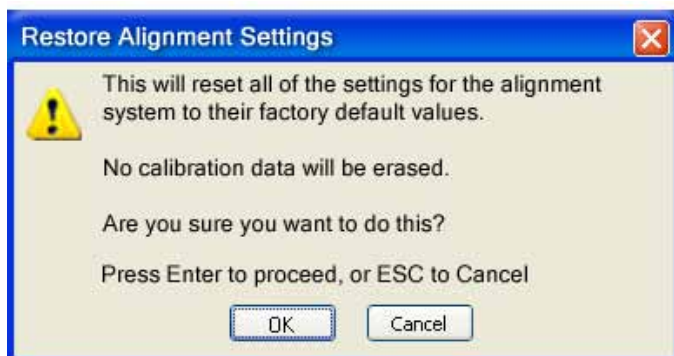 Restore Alignment Settings
This will reset all of the settings for the alignment
system to their factory default values.
No calibration data will be erased.
Are you sure you want to do this?
Press Enter to proceed, or ESC to Cancel
OK Cancel